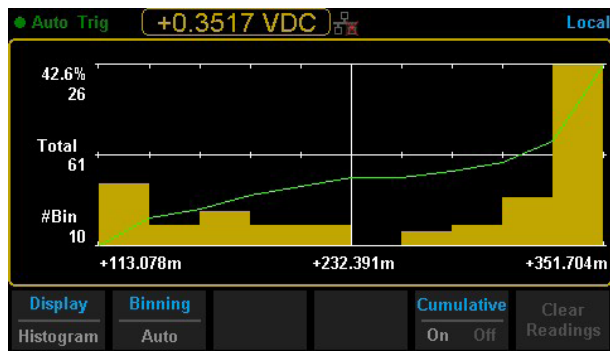 Auto Trig +0.3517 VDC Local
42.6%
26
Total
61
#Bin
10
+113.078m +232.391m +351.704m
Display Binning Cumulative Clear
Histogram Auto On Off Readings